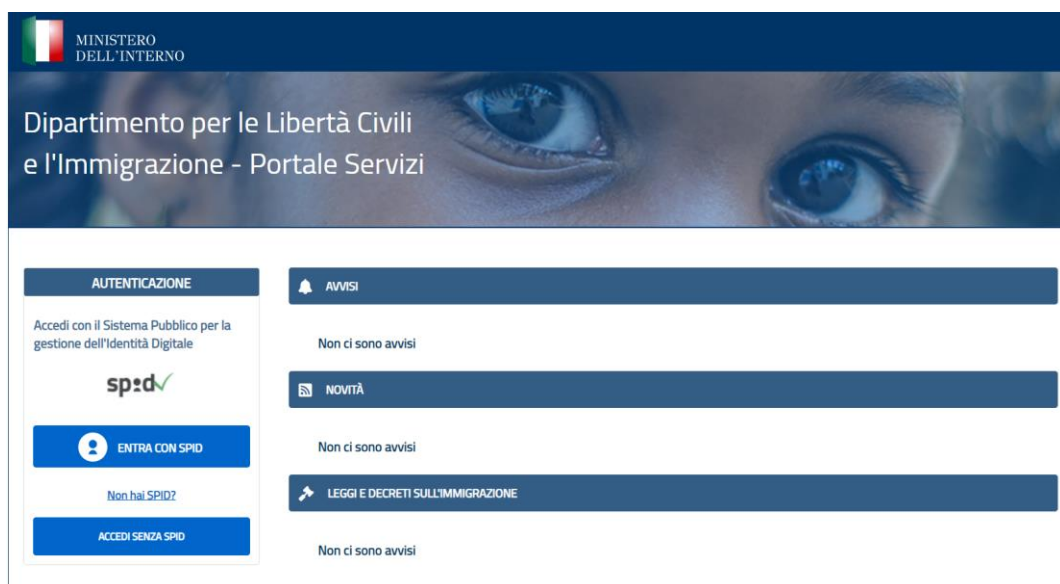 MINISTERO
DELL'INTERNO
Dipartimento per le Libertà Civili
e l'Immigrazione - Portale Servizi
AUTENTICAZIONE
Accedi con il Sistema Pubblico per la
gestione dell'Identità Digitale
spid
ENTRA CON SPID
Non hai SPID?
ACCEDI SENZA SPID
AVVISI
Non ci sono avvisi
NOVITÀ
Non ci sono avvisi
LEGGI E DECRETI SULL'IMMIGRAZIONE
Non ci sono avvisi